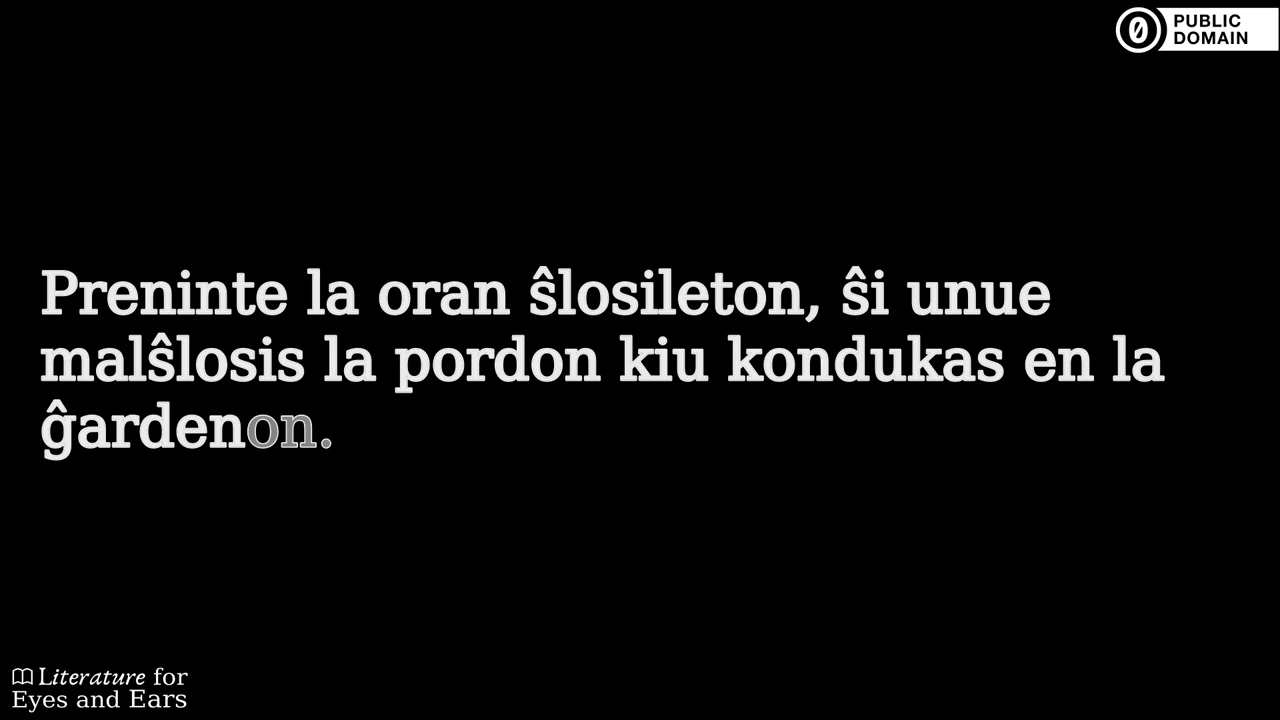 PUBLIC
DOMAIN
Preninte la oran ŝlosileton, ŝi unue
malŝlosis la pordon kiu kondukas en la
ĝardenon.
Literature for
Eyes and Ears